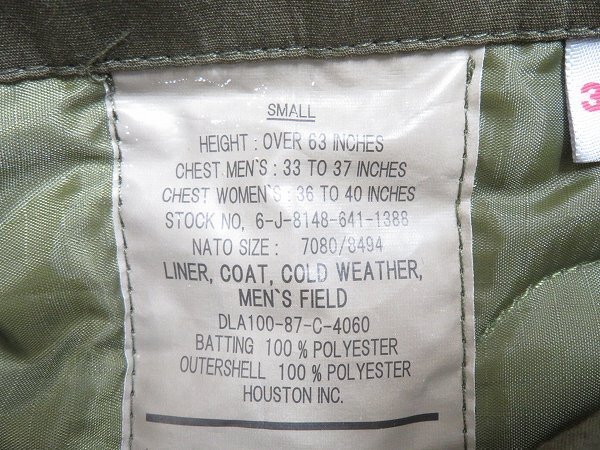 SMALL
HEIGHT : OVER 63 INCHES
CHEST MEN`S : 33 TO 37 INCHES
CHEST WOMEN`S : 36 TO 40 INCHES
STOCK NO, 6-J-8148-641-1388
NATO SIZE : 7080/8494
LINER, COAT, COLD WEATHER,
MEN`S FIELD
DLA100-87-C-4060
BATTING 100 % POLYESTER
OUTERSHELL 100 % POLYESTER
HOUSTON INC.
3